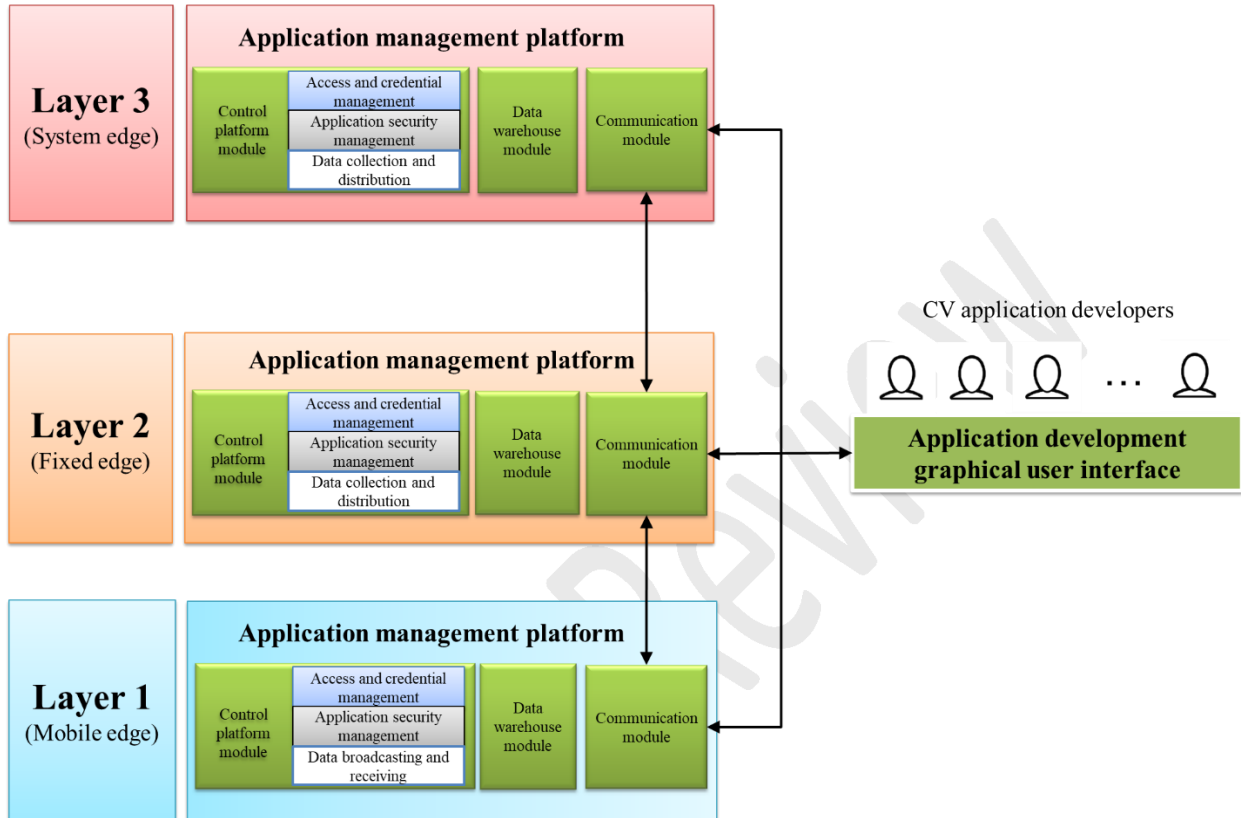 Application management platform
Layer 3
(System edge)
Control
platform
module
Access and credential
management
Application security
management
Data collection and
distribution
Data
warehouse
module
Communication
module
Application management platform
Layer 2
(Fixed edge)
Control
platform
module
Access and credential
management
Application security
management
Data collection and
distribution
Data
warehouse
module
Communication
module
CV application developers
...
Application development
graphical user interface
Review
Application management platform
Layer 1
(Mobile edge)
Control
platform
module
Access and credential
management
Application security
management
Data broadcasting and
receiving
Data
warehouse
module
Communication
module